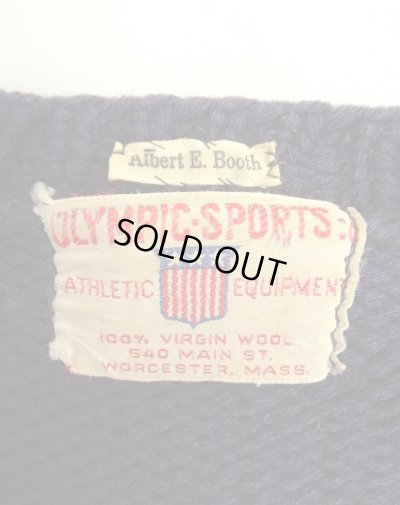 Albert E. Booth
OLYMPIC-SPORTS
SOLD OUT
ATHLETIC EQUIPMENT
100% VIRGIN WOOL
540 MAIN ST.
WORCESTER, MASS.